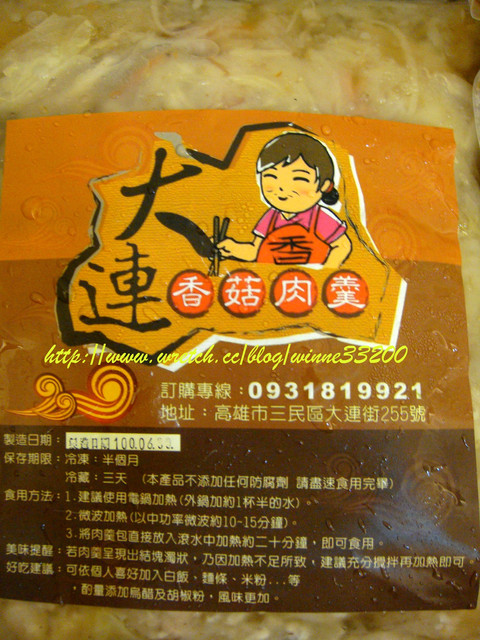 大連
香
香菇肉羹
http://www.wretch.cc/blog/winne33200
訂購專線：0931819921
地址：高雄市三民區大連街255號
製造日期：製造日期100.06.
保存期限：冷凍：半個月
冷藏：三天 （本產品不添加任何防腐劑 請盡速食用完畢）
食用方法：1.建議使用電鍋加熱(外鍋加約1杯半的水)。
2.微波加熱(以中功率微波約10-15分鐘)。
3.將肉羹包直接放入滾水中加熱約二十分鐘，即可食用。
美味提醒：若肉羹呈現出結塊濁狀，乃因加熱不足所致，建議充分攪拌再加熱即可。
好吃建議：可依個人喜好加入白飯、麵條、米粉...等
酌量添加烏醋及胡椒粉，風味更加。